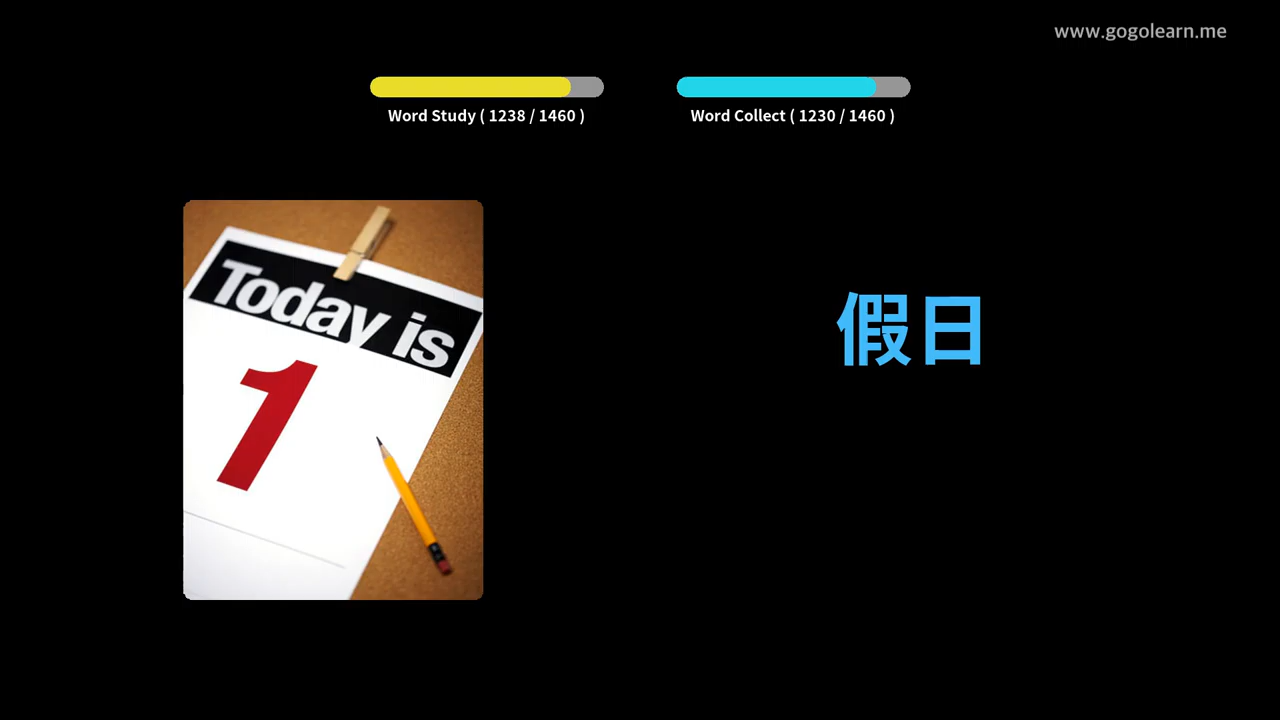 www.gogolearn.me
Word Study ( 1238 / 1460 )
Word Collect ( 1230 / 1460 )
Today is
1
假日